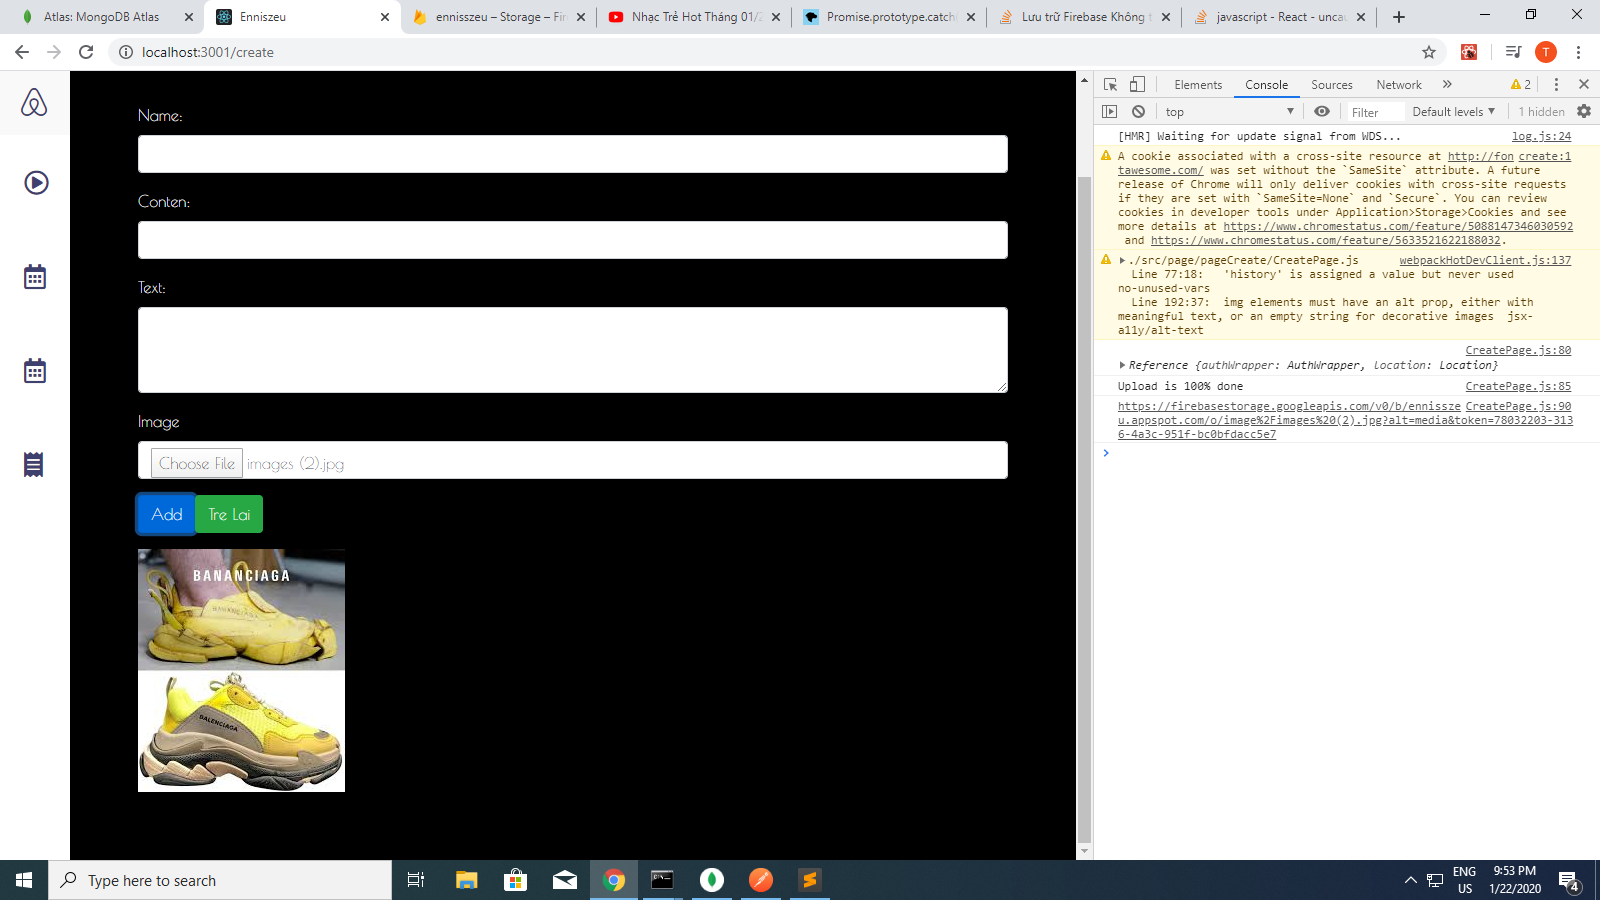 Atlas: MongoDB Atlas
Enniszeu
ennisszeu – Storage – Fir
Nhạc Trẻ Hot Tháng 01/2
Promise.prototype.catch(
Lưu trữ Firebase Không t
javascript - React - uncau
localhost:3001/create
T
Name:
Conten:
Text:
Image
Choose File images (2).jpg
Add
Tre Lai
BANANCIAGA
BALENCIAGA
Elements
Console
Sources
Network
2
top
Filter
Default levels
1 hidden
[HMR] Waiting for update signal from WDS... log.js:24
A cookie associated with a cross-site resource at http://fon create:1
tawesome.com/ was set without the `SameSite` attribute. A future
release of Chrome will only deliver cookies with cross-site requests
if they are set with `SameSite=None` and `Secure`. You can review
cookies in developer tools under Application>Storage>Cookies and see
more details at https://www.chromestatus.com/feature/5088147346030592
and https://www.chromestatus.com/feature/5633521622188032.
./src/page/pageCreate/CreatePage.js webpackHotDevClient.js:137
Line 77:18: 'history' is assigned a value but never used
no-unused-vars
Line 192:37: img elements must have an alt prop, either with
meaningful text, or an empty string for decorative images jsx-
a11y/alt-text
CreatePage.js:80
Reference {authWrapper: AuthWrapper, location: Location}
Upload is 100% done CreatePage.js:85
https://firebasestorage.googleapis.com/v0/b/ennissze CreatePage.js:90
u.appspot.com/o/image%2Fimages%20(2).jpg?alt=media&token=78032203-313
6-4a3c-951f-bc0bfdacc5e7
Type here to search
ENG
US
9:53 PM
1/22/2020
4